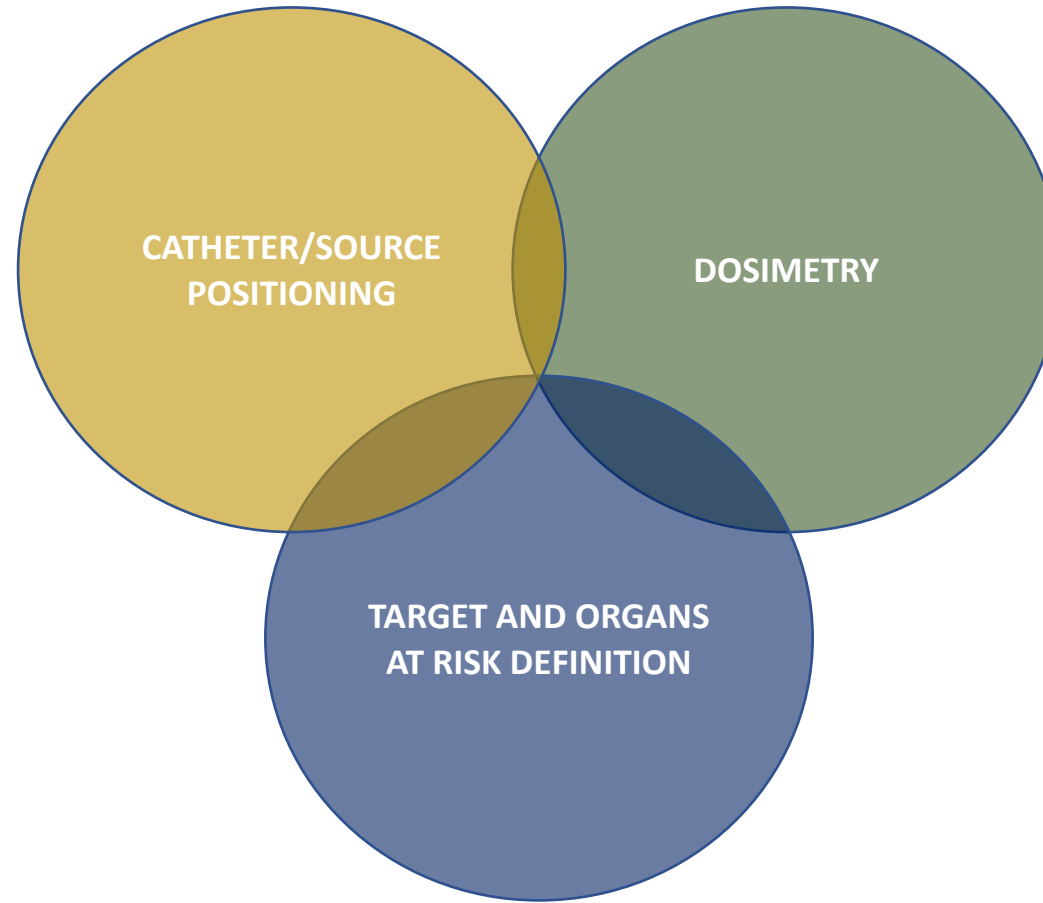 CATHETER/SOURCE
POSITIONING
DOSIMETRY
TARGET AND ORGANS
AT RISK DEFINITION